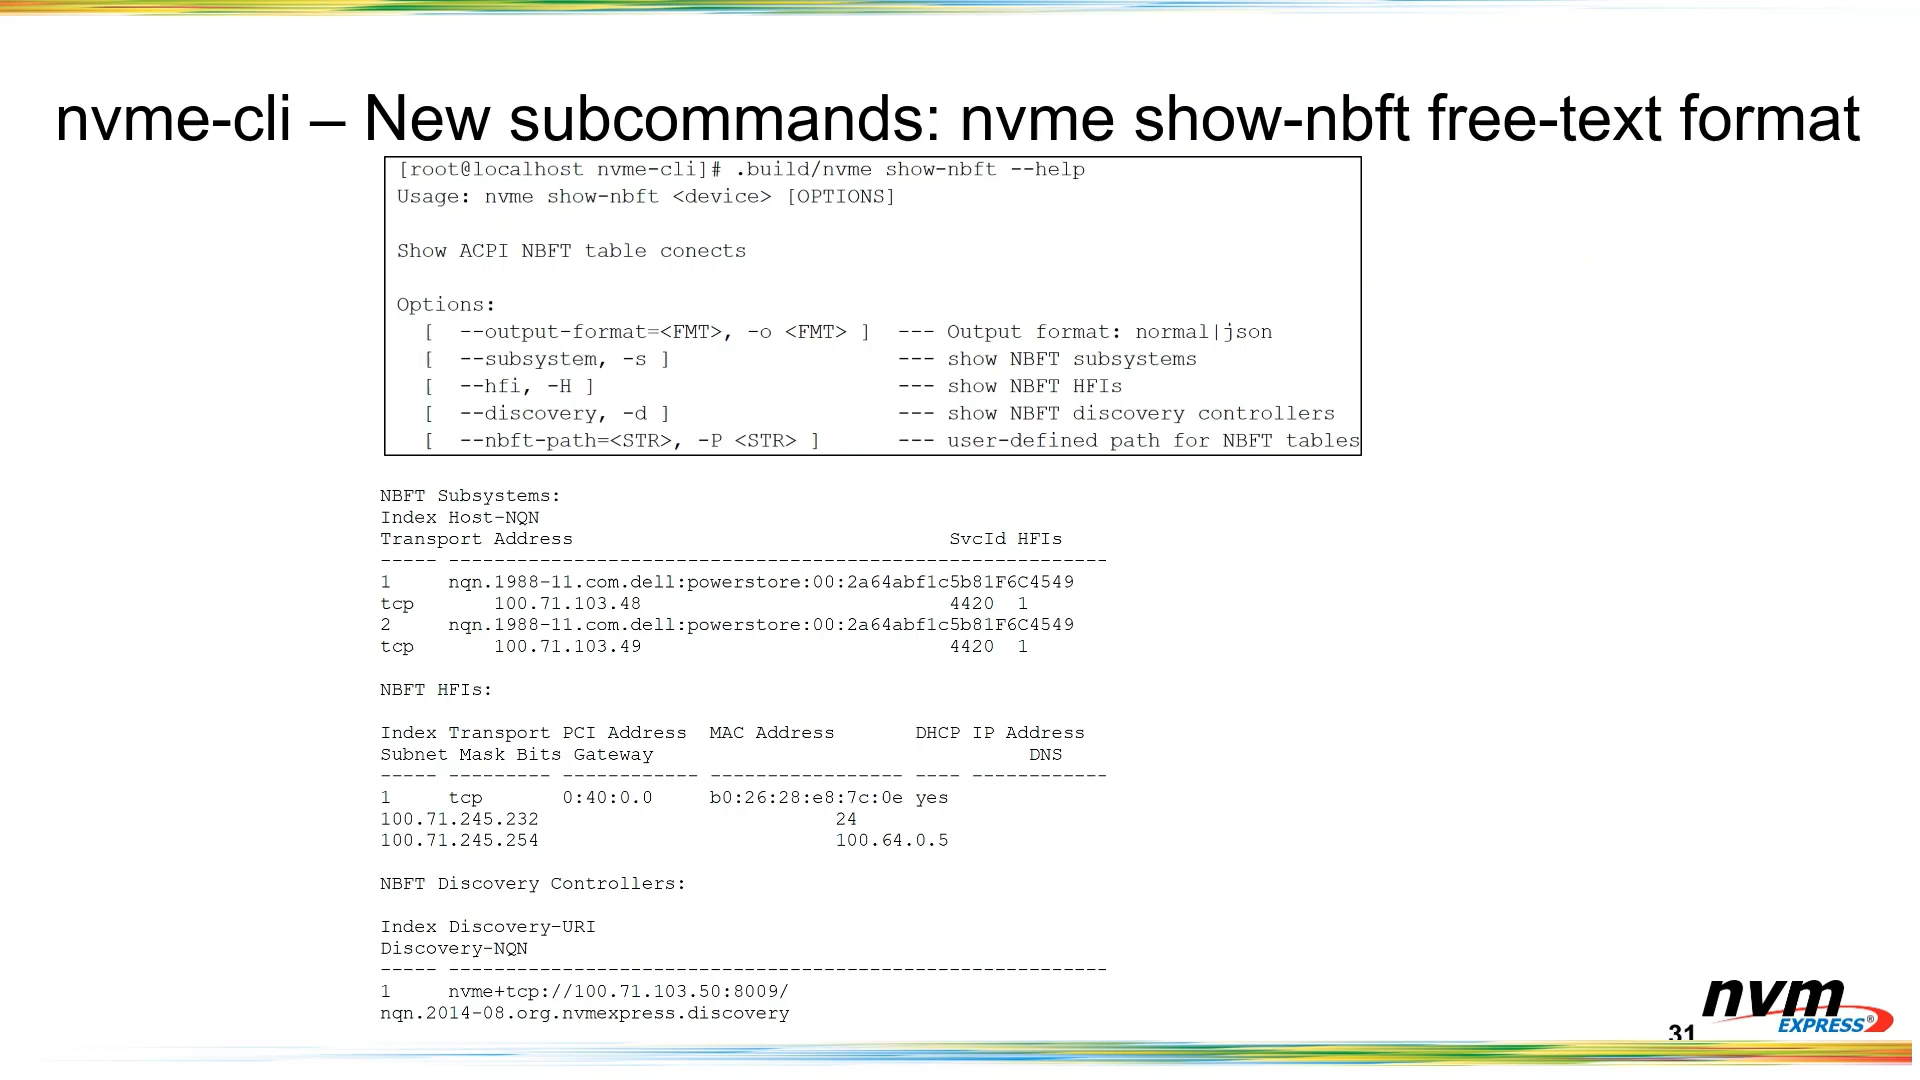 nvme-cli – New subcommands: nvme show-nbft free-text format
[root@localhost nvme-cli]# .build/nvme show-nbft --help
Usage: nvme show-nbft <device> [OPTIONS]
Show ACPI NBFT table conects
Options:
[ --output-format=<FMT>, -o <FMT> ] --- Output format: normal|json
[ --subsystem, -s ] --- show NBFT subsystems
[ --hfi, -H ] --- show NBFT HFIs
[ --discovery, -d ] --- show NBFT discovery controllers
[ --nbft-path=<STR>, -P <STR> ] --- user-defined path for NBFT tables
NBFT Subsystems:
Index Host-NQN
Transport Address SvcId HFIs
----- ----------------------------------------------------------
1 nqn.1988-11.com.dell:powerstore:00:2a64abf1c5b81F6C4549
tcp 100.71.103.48 4420 1
2 nqn.1988-11.com.dell:powerstore:00:2a64abf1c5b81F6C4549
tcp 100.71.103.49 4420 1
NBFT HFIs:
Index Transport PCI Address MAC Address DHCP IP Address
Subnet Mask Bits Gateway DNS
----- --------- ------------ ----------------- ---- ------------
1 tcp 0:40:0.0 b0:26:28:e8:7c:0e yes
100.71.245.232 24
100.71.245.254 100.64.0.5
NBFT Discovery Controllers:
Index Discovery-URI
Discovery-NQN
----- ----------------------------------------------------------
1 nvme+tcp://100.71.103.50:8009/
nqn.2014-08.org.nvmexpress.discovery
nvm
EXPRESS®
31